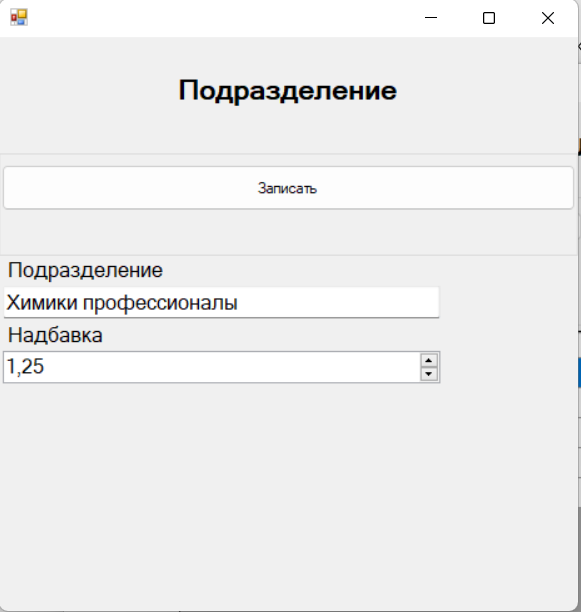 Подразделение
Записать
Подразделение
Химики профессионалы
Надбавка
1,25